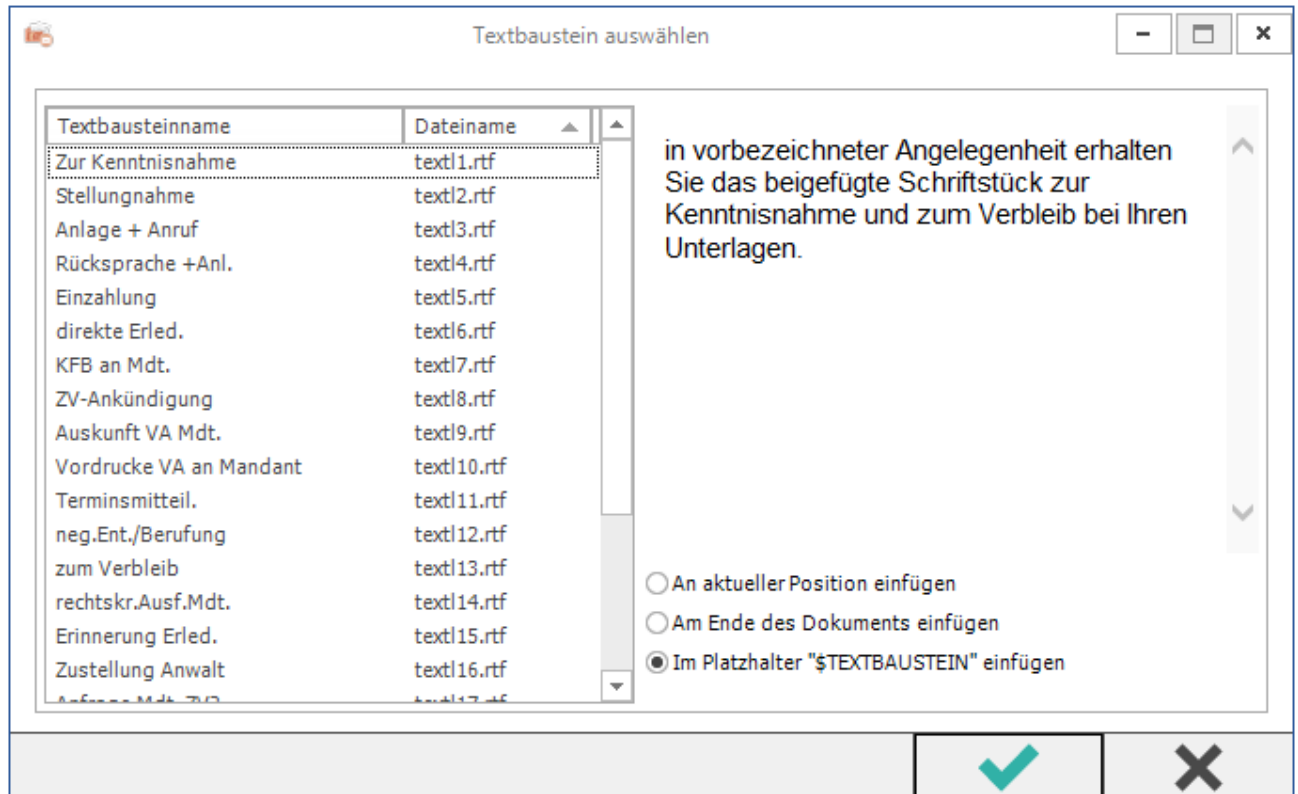 Textbaustein auswählen
Textbausteinname Dateiname
Zur Kenntnisnahme textl1.rtf
Stellungnahme textl2.rtf
Anlage + Anruf textl3.rtf
Rücksprache +Anl. textl4.rtf
Einzahlung textl5.rtf
direkte Erled. textl6.rtf
KFB an Mdt. textl7.rtf
ZV-Ankündigung textl8.rtf
Auskunft VA Mdt. textl9.rtf
Vordrucke VA an Mandant textl10.rtf
Terminsmitteil. textl11.rtf
neg.Ent./Berufung textl12.rtf
zum Verbleib textl13.rtf
rechtskr.Ausf.Mdt. textl14.rtf
Erinnerung Erled. textl15.rtf
Zustellung Anwalt textl16.rtf
Anfrage Mdt. ZV? textl17.rtf
in vorbezeichneter Angelegenheit erhalten
Sie das beigefügte Schriftstück zur
Kenntnisnahme und zum Verbleib bei Ihren
Unterlagen.
An aktueller Position einfügen
Am Ende des Dokuments einfügen
Im Platzhalter "$TEXTBAUSTEIN" einfügen